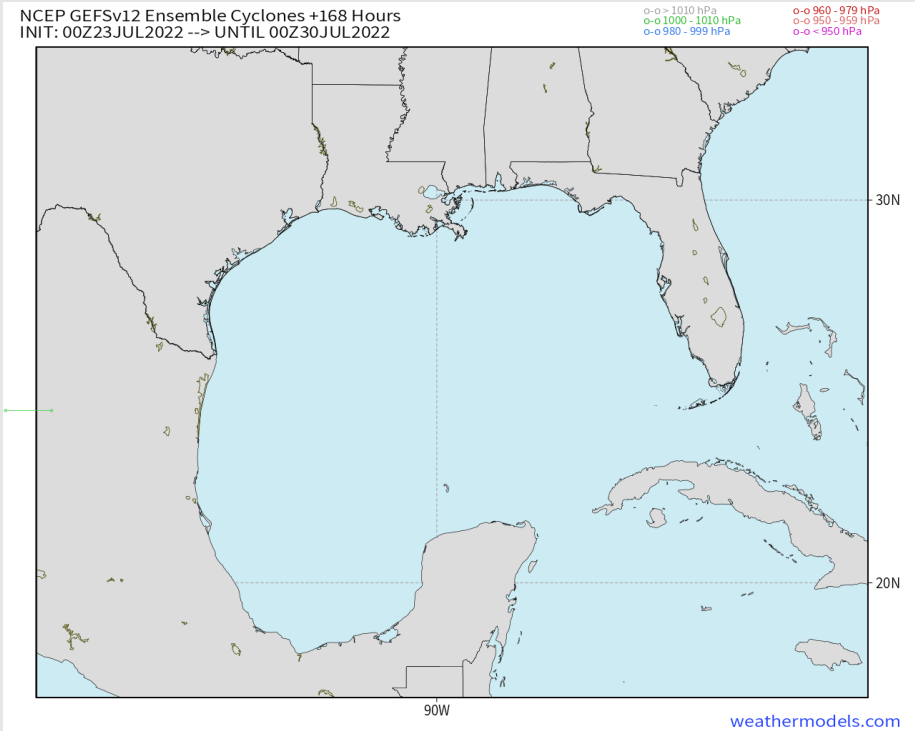 NCEP GEFSv12 Ensemble Cyclones +168 Hours
INIT: 00Z23JUL2022 --> UNTIL 00Z30JUL2022
o-o > 1010 hPa
o-o 1000 - 1010 hPa
o-o 980 - 999 hPa
o-o 960 - 979 hPa
o-o 950 - 959 hPa
o-o < 950 hPa
30N
20N
90W
weathermodels.com